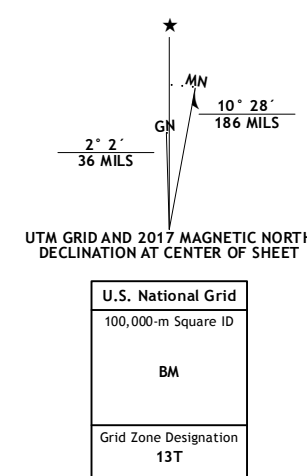 ★
MN
GN
10° 28´
186 MILS
2° 2´
36 MILS
UTM GRID AND 2017 MAGNETIC NORTH
DECLINATION AT CENTER OF SHEET
U.S. National Grid
100,000-m Square ID
BM
Grid Zone Designation
13T